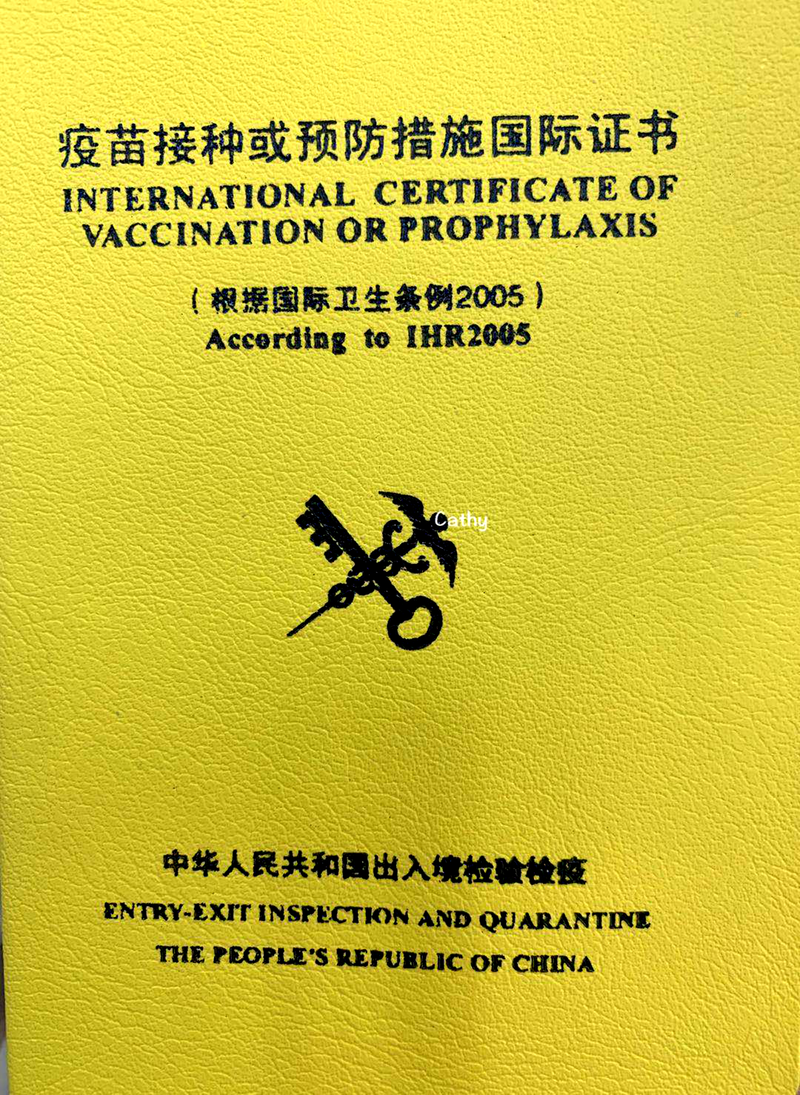 疫苗接种或预防措施国际证书
INTERNATIONAL CERTIFICATE OF
VACCINATION OR PROPHYLAXIS
（根据国际卫生条例2005）
According to IHR2005
Cathy
中华人民共和国出入境检验检疫
ENTRY-EXIT INSPECTION AND QUARANTINE
THE PEOPLE'S REPUBLIC OF CHINA